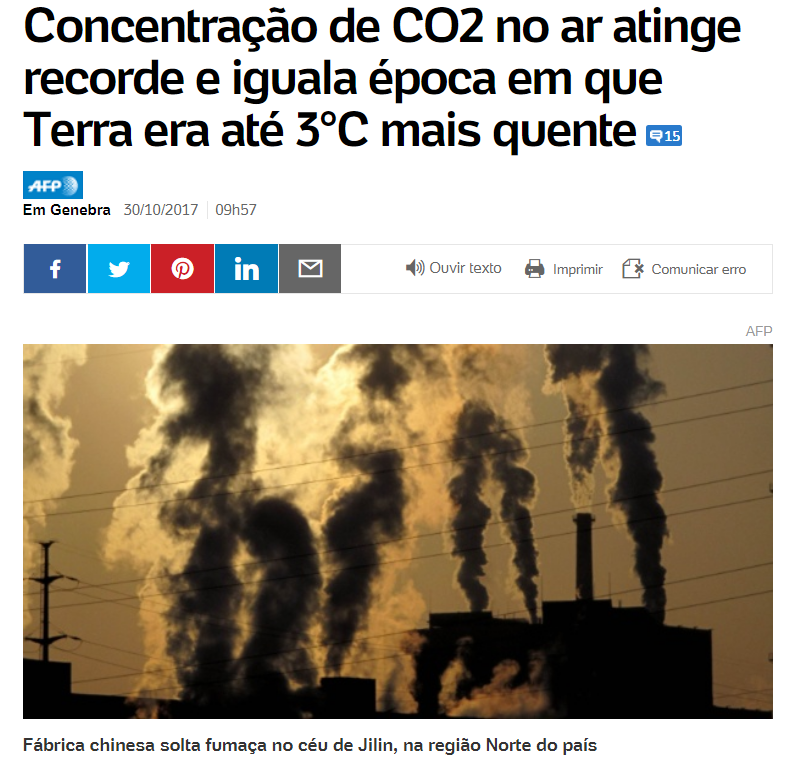 Concentração de CO2 no ar atinge
recorde e iguala época em que
Terra era até 3°C mais quente 15
AFP
Em Genebra 30/10/2017 09h57
f in Ouvir texto Imprimir Comunicar erro
AFP
Fábrica chinesa solta fumaça no céu de Jilin, na região Norte do país